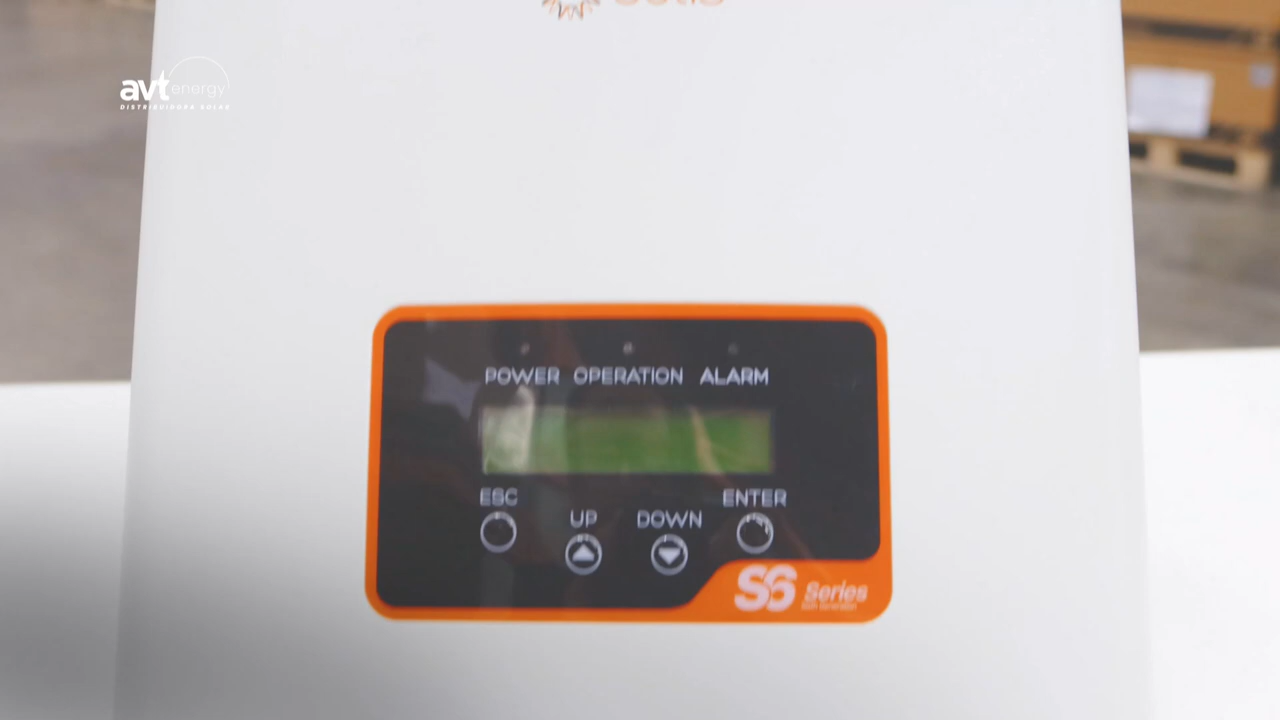 avt energy
DISTRIBUIDORA SOLAR
POWER OPERATION ALARM
ESC
ENTER
UP
DOWN
S6 Series